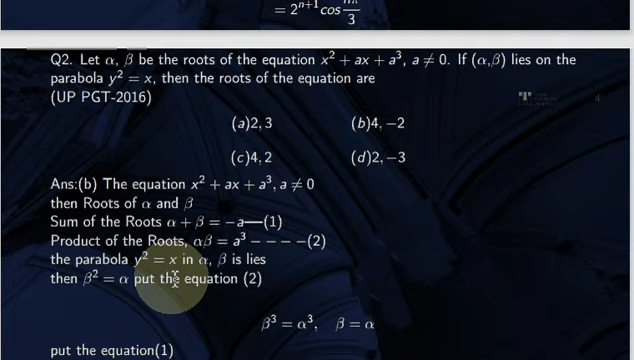 = 2ⁿ⁺¹cos nπ/3
Q2. Let α, β be the roots of the equation x² + ax + a³, a ≠ 0. If (α,β) lies on the
parabola y² = x, then the roots of the equation are
(UP PGT-2016)
4
(a)2, 3 (b)4, −2
(c)4, 2 (d)2, −3
Ans:(b) The equation x² + ax + a³, a ≠ 0
then Roots of α and β
Sum of the Roots α + β = −a—(1)
Product of the Roots, αβ = a³ − − − −(2)
the parabola y² = x in α, β is lies
then β² = α put the equation (2)
β³ = α³, β = α
put the equation(1)